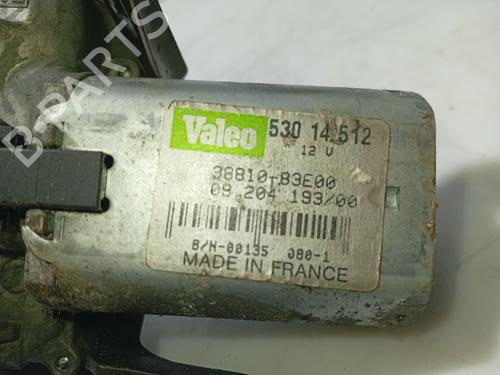 B-PARTS
Valeo 530 14 512
12 V
38810-83E00
09 204 193/00
B/N-00135 080-1
MADE IN FRANCE